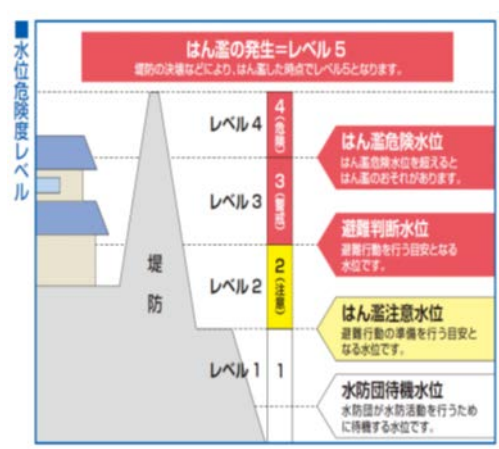 ■水位危険度レベル
はん濫の発生=レベル5
堤防の決壊などにより、はん濫した時点でレベル5となります。
レベル4
4(危険)
はん濫危険水位
はん濫危険水位を超えると
はん濫のおそれがあります。
レベル3
3(警戒)
避難判断水位
避難行動を行う目安となる
水位です。
堤防
レベル2
2(注意)
はん濫注意水位
避難行動の準備を行う目安と
なる水位です。
レベル1
1
水防団待機水位
水防団が水防活動を行うため
に待機する水位です。